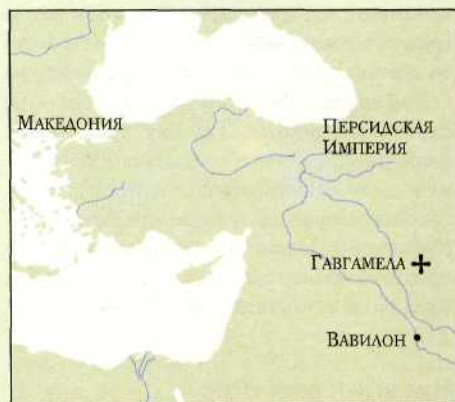 Македония
Персидская
Империя
Гавгамела
Вавилон